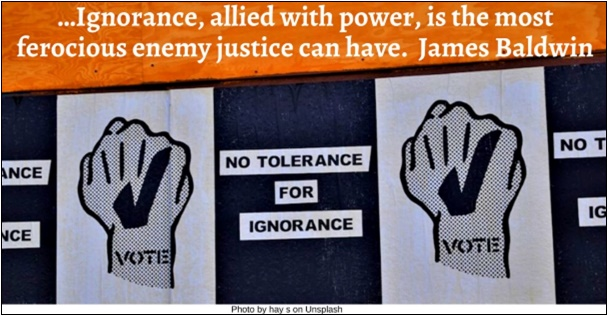 ...Ignorance, allied with power, is the most
ferocious enemy justice can have. James Baldwin
ANCE
NCE
VOTE
NO TOLERANCE
FOR
IGNORANCE
VOTE
NO T
IG
Photo by hay s on Unsplash